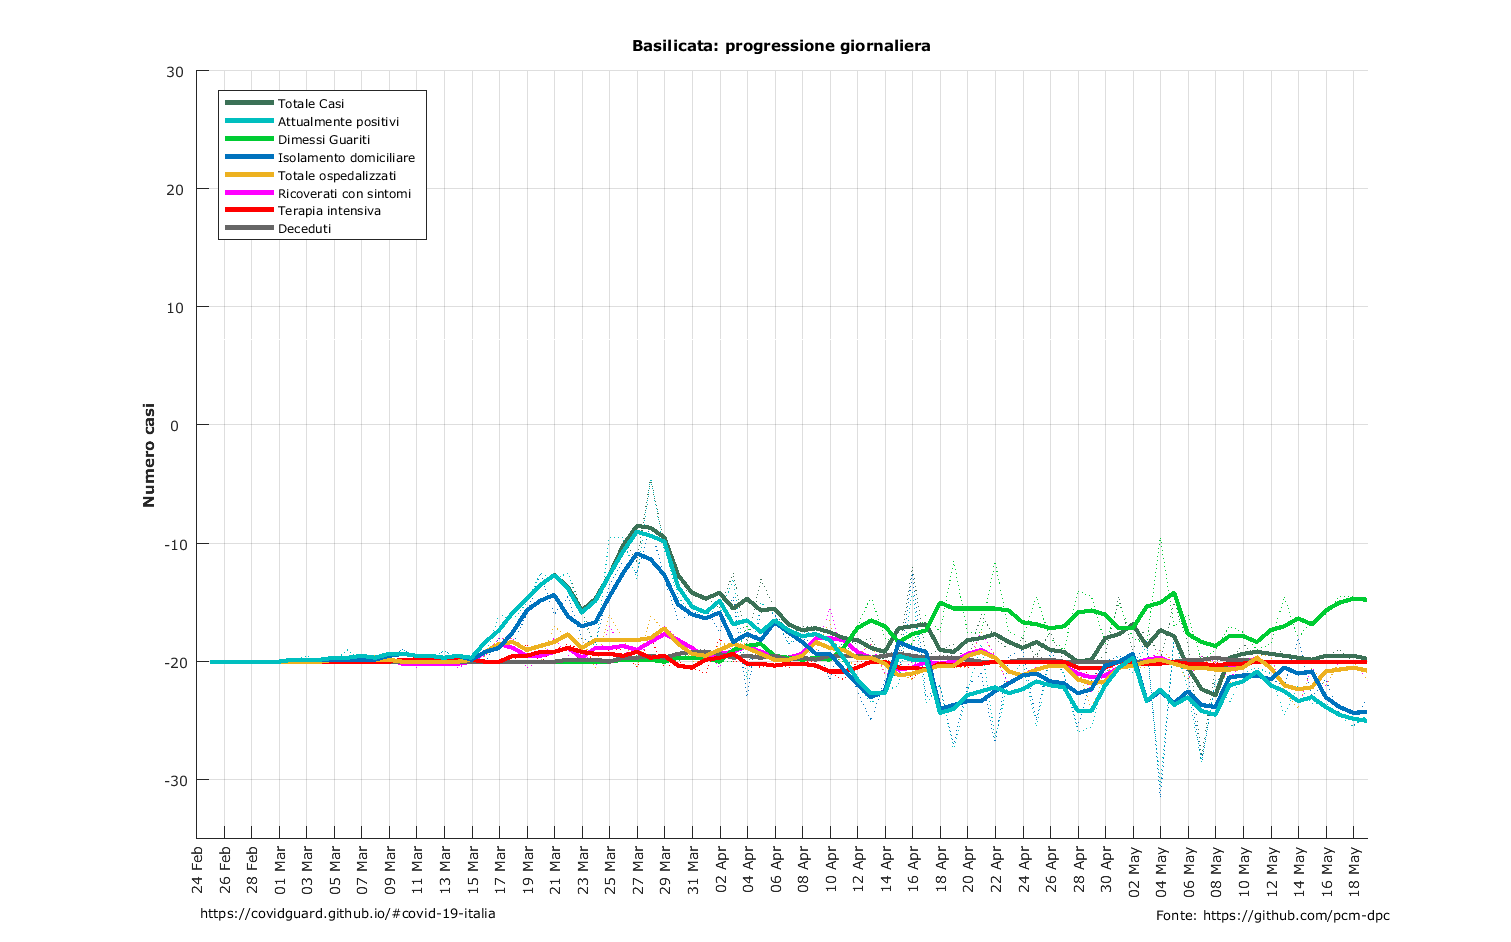 Basilicata: progressione giornaliera
Numero casi
30
20
10
0
-10
-20
-30
Totale Casi
Attualmente positivi
Dimessi Guariti
Isolamento domiciliare
Totale ospedalizzati
Ricoverati con sintomi
Terapia intensiva
Deceduti
24 Feb
26 Feb
28 Feb
01 Mar
03 Mar
05 Mar
07 Mar
09 Mar
11 Mar
13 Mar
15 Mar
17 Mar
19 Mar
21 Mar
23 Mar
25 Mar
27 Mar
29 Mar
31 Mar
02 Apr
04 Apr
06 Apr
08 Apr
10 Apr
12 Apr
14 Apr
16 Apr
18 Apr
20 Apr
22 Apr
24 Apr
26 Apr
28 Apr
30 Apr
02 May
04 May
06 May
08 May
10 May
12 May
14 May
16 May
18 May
https://covidguard.github.io/#covid-19-italia
Fonte: https://github.com/pcm-dpc